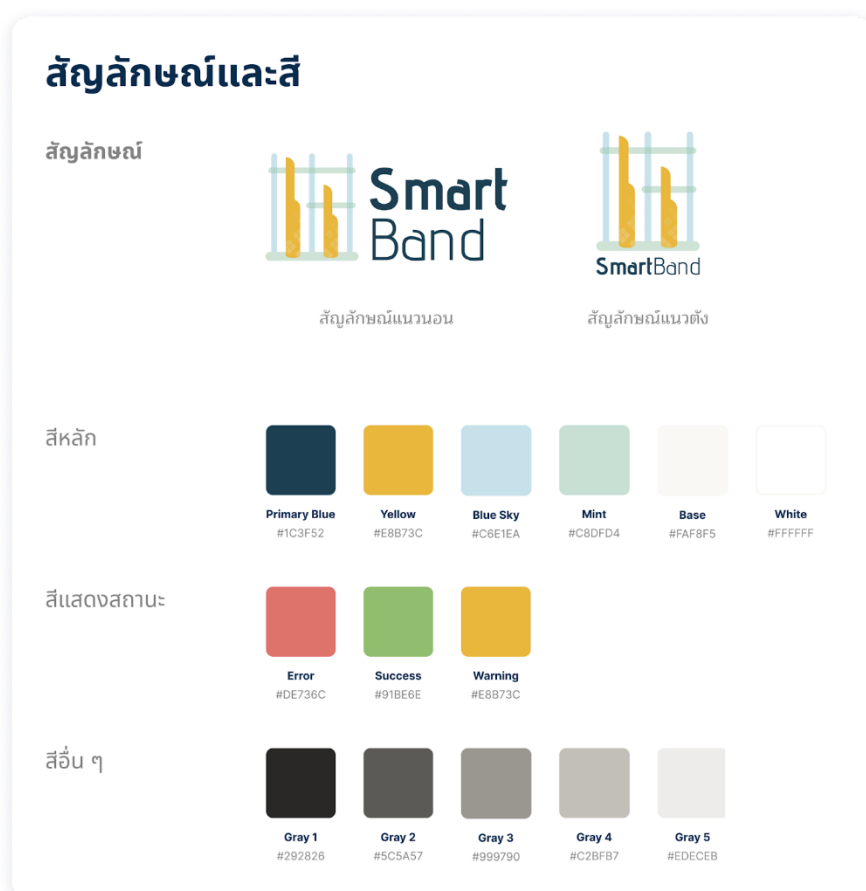 สัญลักษณ์และสี
สัญลักษณ์
Smart
Band
SmartBand
สัญลักษณ์แนวนอน
สัญลักษณ์แนวตั้ง
สีหลัก
Primary Blue
#1C3F52
Yellow
#E8B73C
Blue Sky
#C6E1EA
Mint
#C8DFD4
Base
#FAF8F5
White
#FFFFFF
สีแสดงสถานะ
Error
#DE736C
Success
#91BE6E
Warning
#E8B73C
สีอื่น ๆ
Gray 1
#292826
Gray 2
#5C5A57
Gray 3
#999790
Gray 4
#C2BFB7
Gray 5
#EDECEB